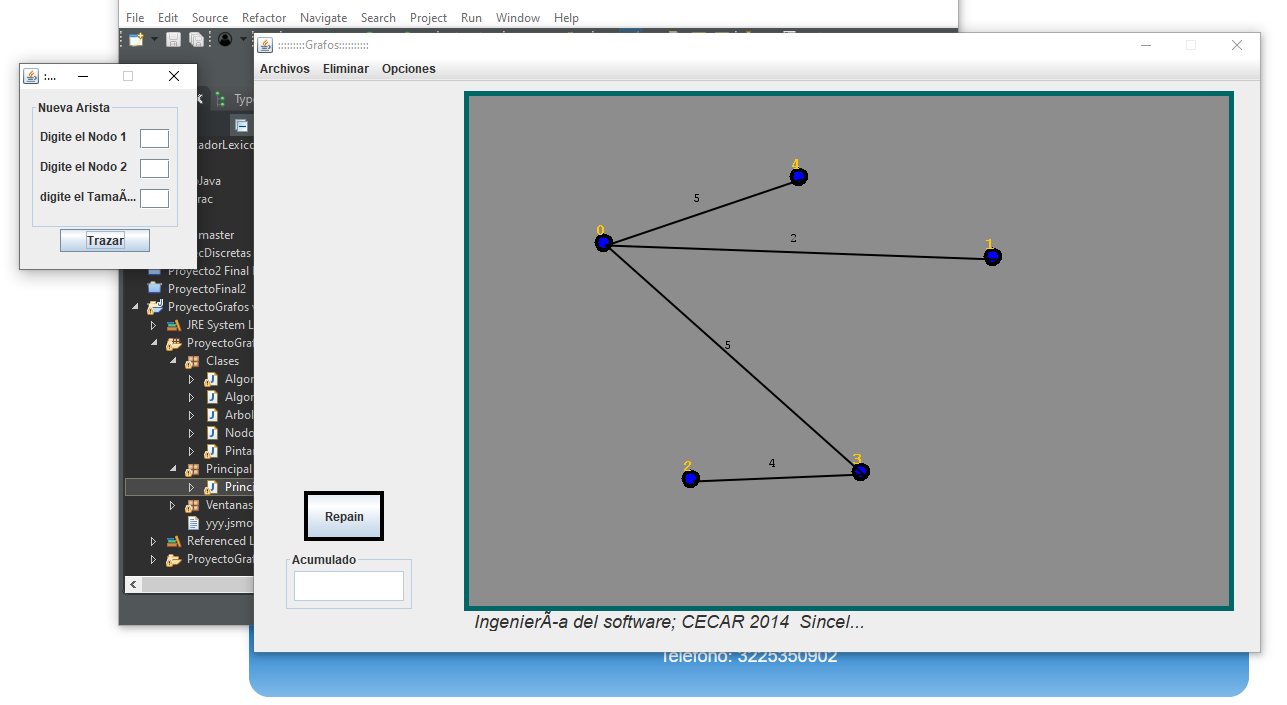 File Edit Source Refactor Navigate Search Project Run Window Help
:::::::::Grafos::::::::::
Archivos Eliminar Opciones
:...
Nueva Arista
Digite el Nodo 1
Digite el Nodo 2
digite el TamaÃ...
Trazar
Type
cadorLexico
Java
rac
master
ecDiscretas
Proyecto2 Final
ProyectoFinal2
ProyectoGrafos
JRE System L
ProyectoGraf
Clases
Algor
Algor
Arbol
Nodo
Pintar
Principal
Princi
Ventanas
yyy.jsmo
Referenced L
ProyectoGraf
4
5
0
2
1
5
3
2
4
Repain
Acumulado
IngenierÃ-a del software; CECAR 2014 Sincel...
Teléfono: 3225350902